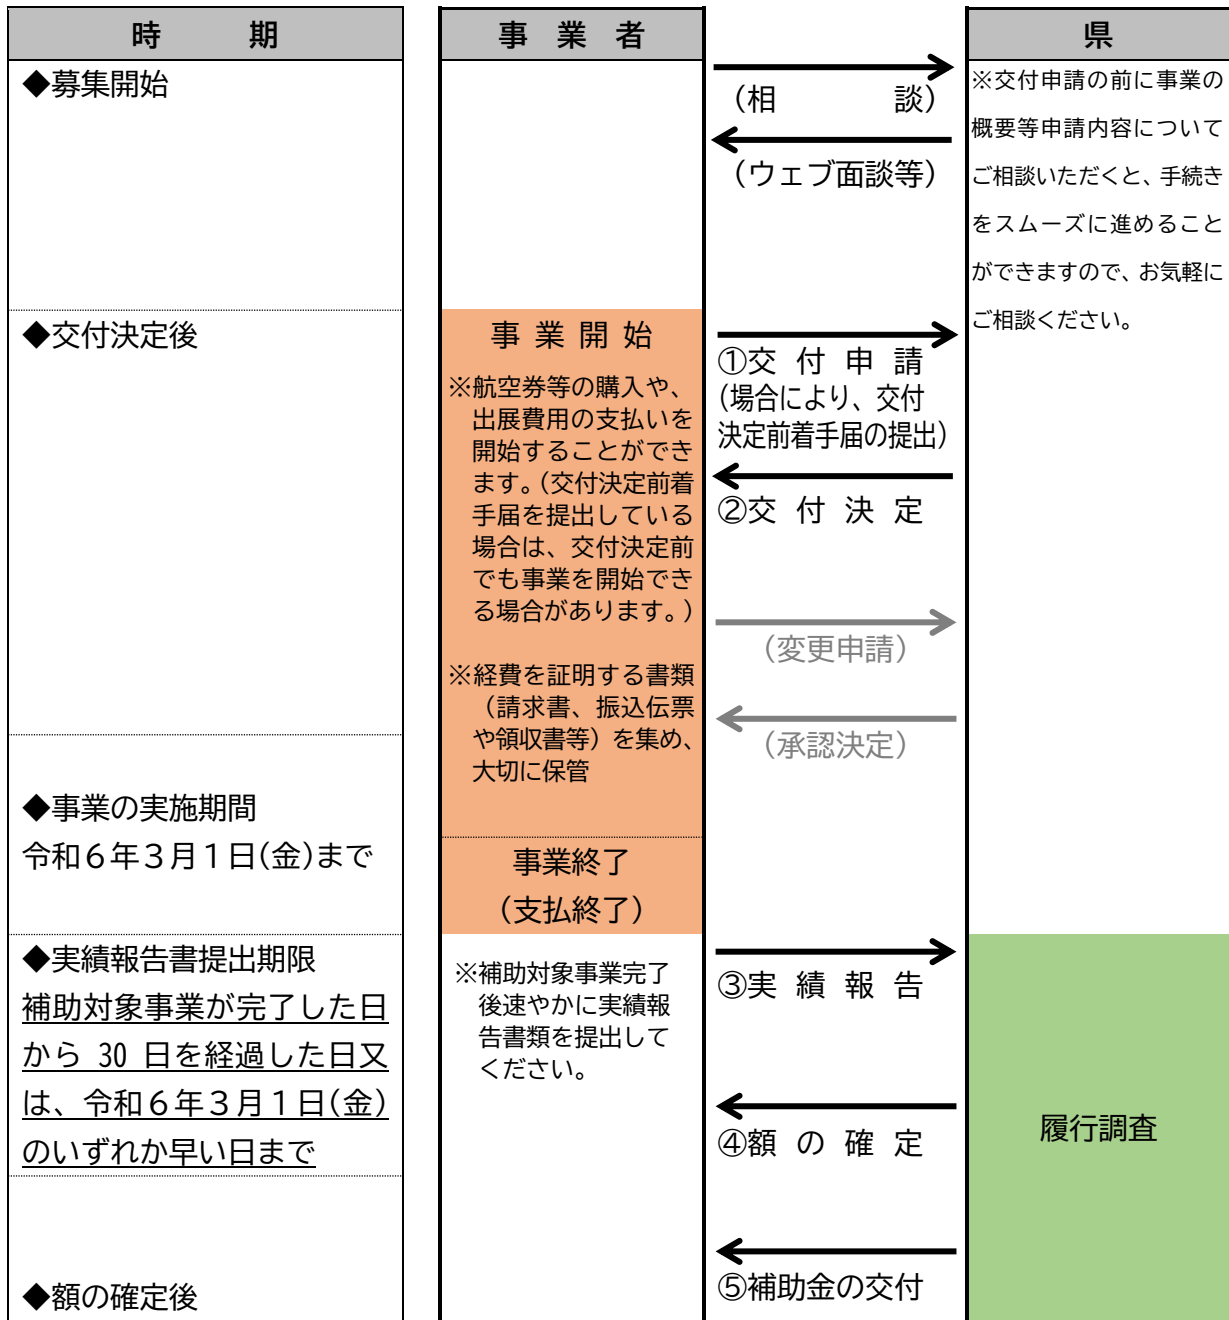 時　期
◆募集開始
◆交付決定後
◆事業の実施期間
令和６年３月１日(金)まで
◆実績報告書提出期限
補助対象事業が完了した日
から 30 日を経過した日又
は、令和６年３月１日(金)
のいずれか早い日まで
◆額の確定後
事　業　者
事 業 開 始
※航空券等の購入や、
出展費用の支払いを
開始することができ
ます。(交付決定前着
手届を提出している
場合は、交付決定前
でも事業を開始でき
る場合があります。)
※経費を証明する書類
（請求書、振込伝票
や領収書等）を集め、
大切に保管
事業終了
（支払終了）
※補助対象事業完了
後速やかに実績報
告書類を提出して
ください。
（相　談）
（ウェブ面談等）
①交 付 申 請
(場合により、交付
決定前着手届の提出)
②交 付 決 定
（変更申請）
（承認決定）
③実 績 報 告
④額 の 確 定
⑤補助金の交付
県
※交付申請の前に事業の
概要等申請内容について
ご相談いただくと、手続き
をスムーズに進めること
ができますので、お気軽に
ご相談ください。
履行調査